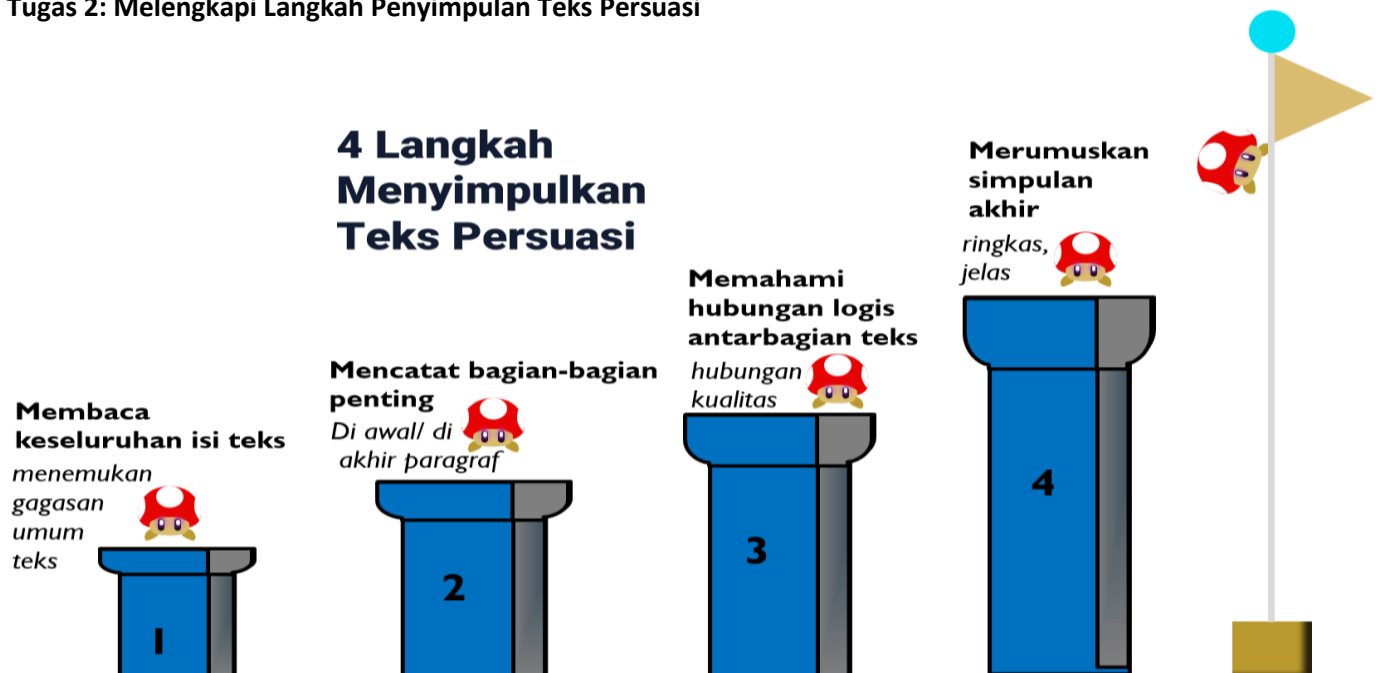 Tugas 2: Melengkapi Langkah Penyimpulan Teks Persuasi
4 Langkah
Menyimpulkan
Teks Persuasi
Membaca
keseluruhan isi teks
menemukan
gagasan
umum
teks
1
Mencatat bagian-bagian
penting
Di awal/ di
akhir paragraf
2
Memahami
hubungan logis
antarbagian teks
hubungan
kualitas
3
Merumuskan
simpulan
akhir
ringkas,
jelas
4